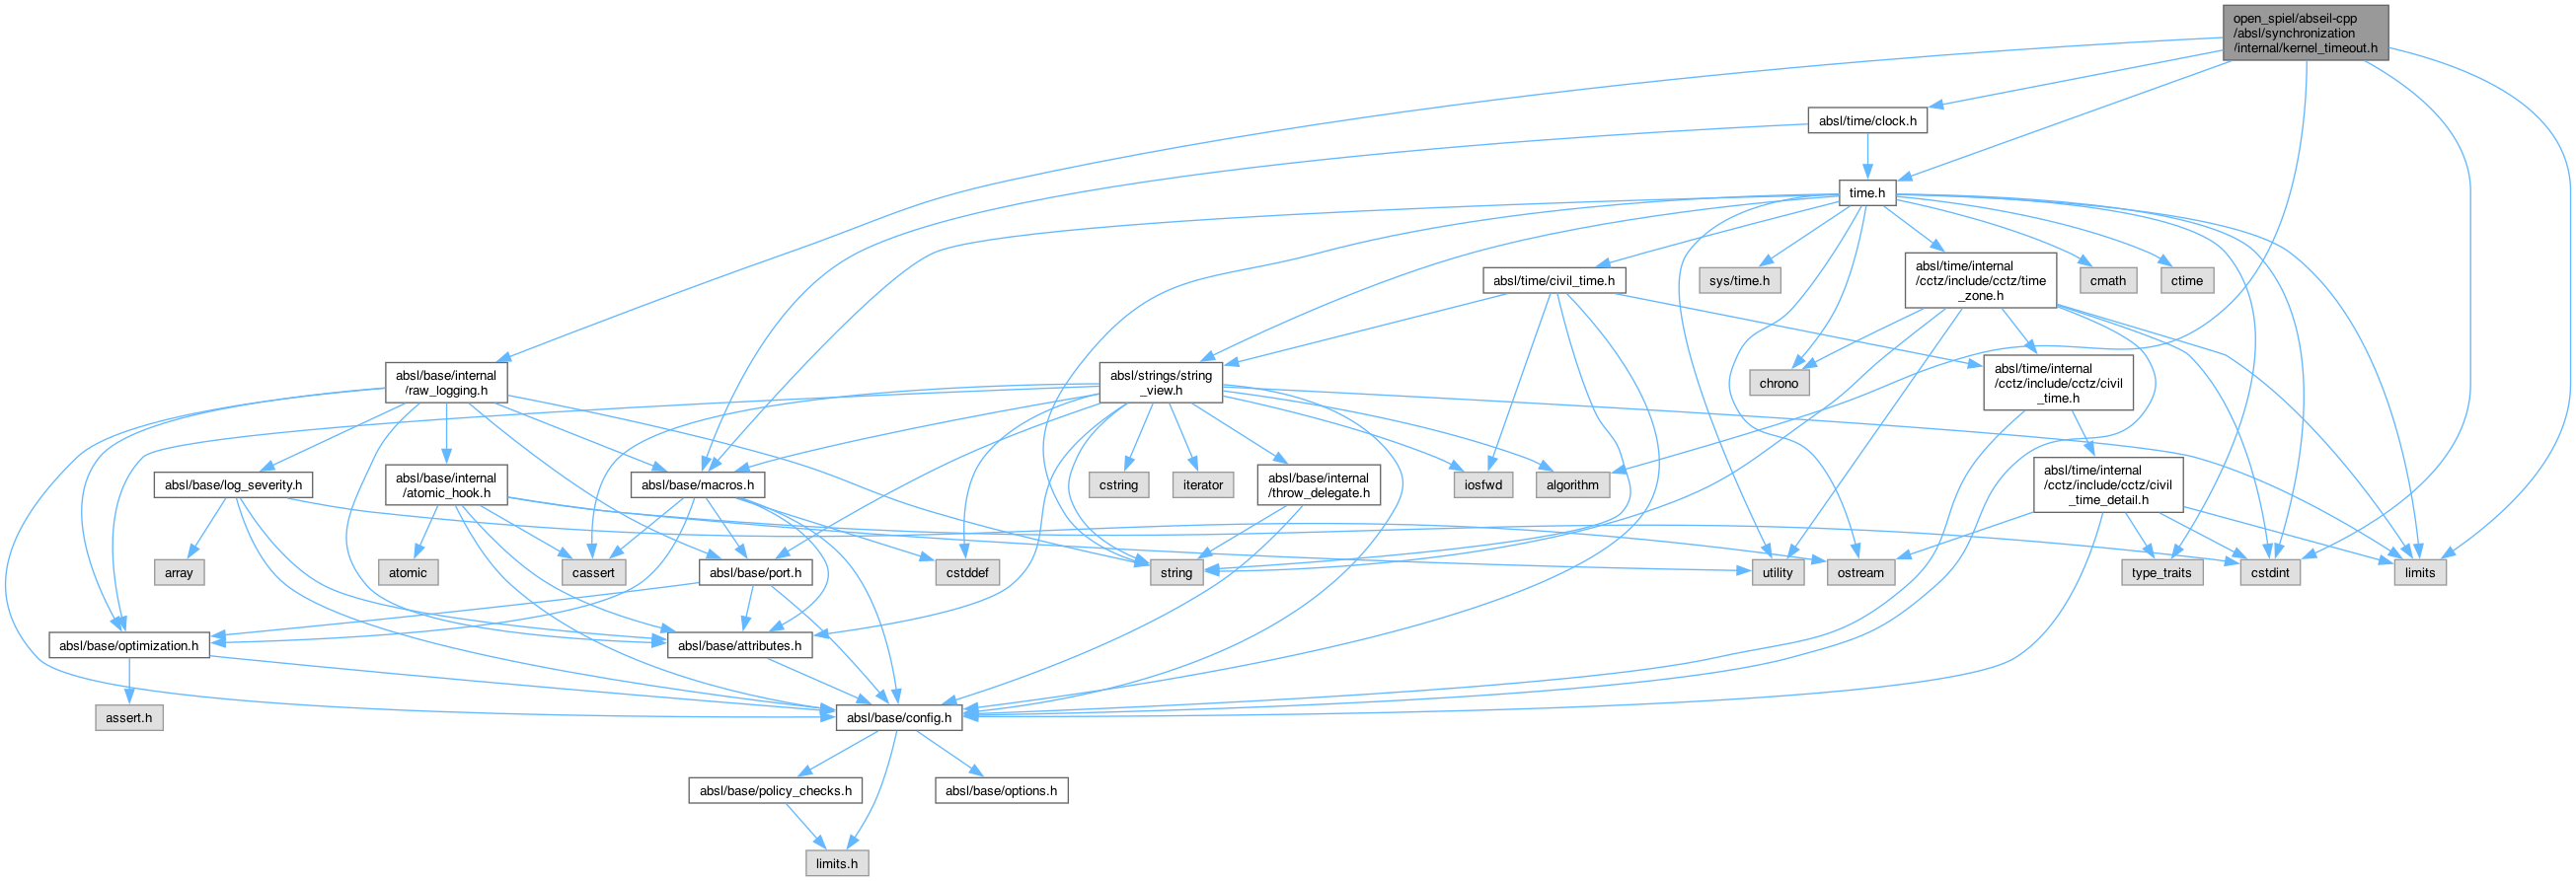 open_spiel/abseil-cpp
/absl/synchronization
/internal/kernel_timeout.h
absl/time/clock.h
time.h
absl/time/internal
/cctz/include/cctz/time
_zone.h
absl/time/civil_time.h
sys/time.h
cmath
ctime
absl/base/internal
/raw_logging.h
absl/strings/string
_view.h
chrono
absl/time/internal
/cctz/include/cctz/civil
_time.h
absl/base/log_severity.h
absl/base/internal
/atomic_hook.h
absl/base/macros.h
cstring
iterator
absl/base/internal
/throw_delegate.h
iosfwd
algorithm
absl/time/internal
/cctz/include/cctz/civil
_time_detail.h
array
atomic
cassert
absl/base/port.h
cstddef
string
utility
ostream
type_traits
cstdint
limits
absl/base/optimization.h
absl/base/attributes.h
assert.h
absl/base/config.h
absl/base/policy_checks.h
absl/base/options.h
limits.h